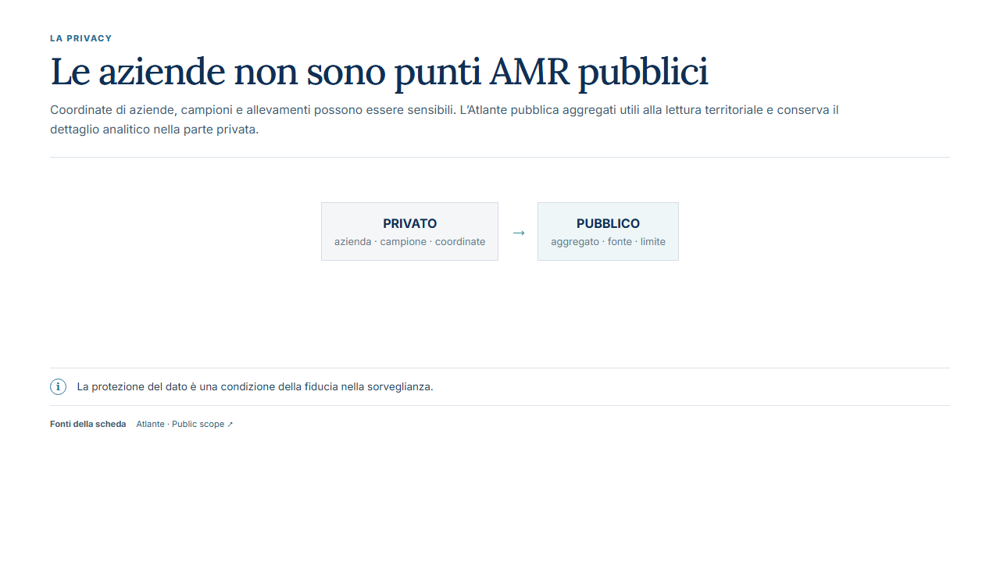 LA PRIVACY
Le aziende non sono punti AMR pubblici
Coordinate di aziende, campioni e allevamenti possono essere sensibili. L’Atlante pubblica aggregati utili alla lettura territoriale e conserva il
dettaglio analitico nella parte privata.
PRIVATO
azienda · campione · coordinate
→
PUBBLICO
aggregato · fonte · limite
i La protezione del dato è una condizione della fiducia nella sorveglianza.
Fonti della scheda Atlante · Public scope ↗